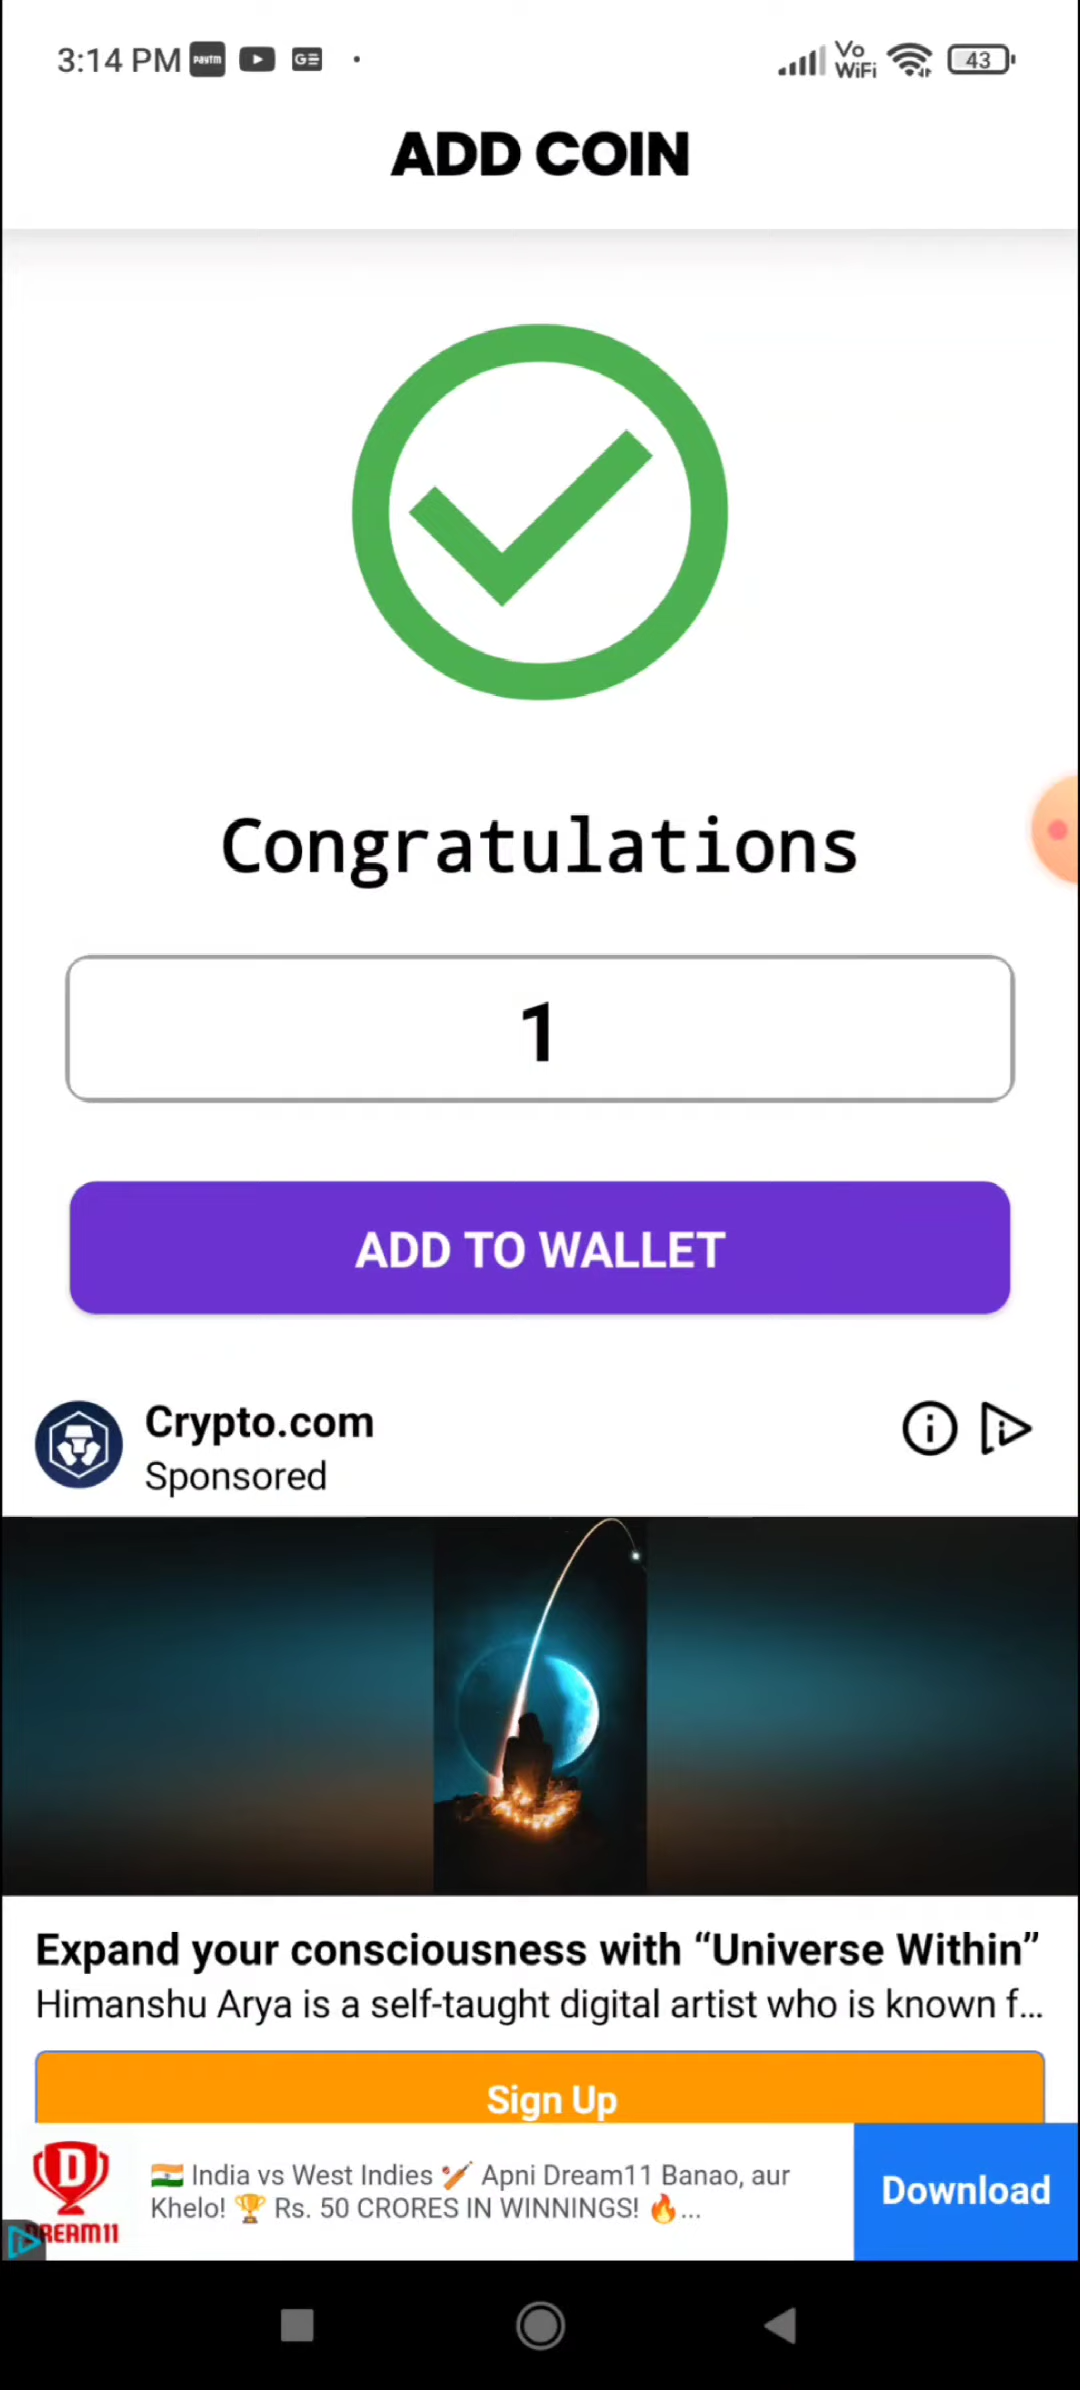 3:14 PM paytm GE Vo WiFi 43
ADD COIN
Congratulations
1
ADD TO WALLET
Crypto.com
Sponsored
Expand your consciousness with “Universe Within”
Himanshu Arya is a self-taught digital artist who is known f...
Sign Up
🇮🇳 India vs West Indies 🏏 Apni Dream11 Banao, aur
Khelo! 🏆 Rs. 50 CRORES IN WINNINGS! 🔥...
Download
D
DREAM11